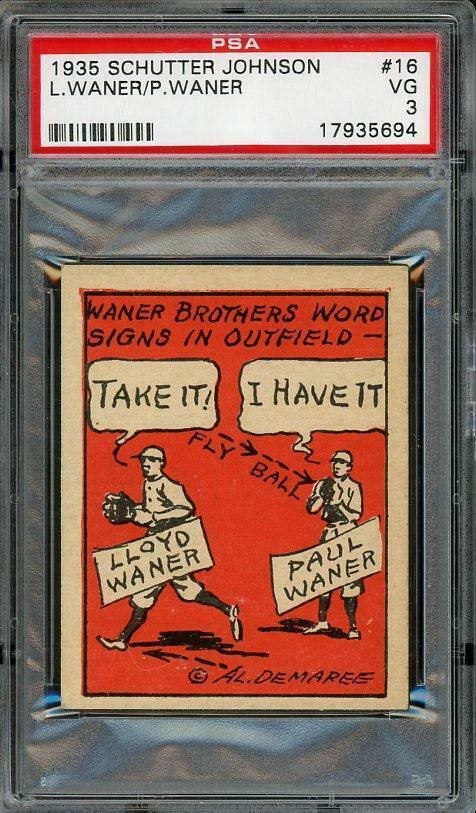 PSA
1935 SCHUTTER JOHNSON #16
L.WANER/P.WANER VG
3
17935694
WANER BROTHERS WORD
SIGNS IN OUTFIELD —
TAKE IT!
I HAVE IT
FLY BALL
LLOYD
WANER
PAUL
WANER
© AL. DEMAREE